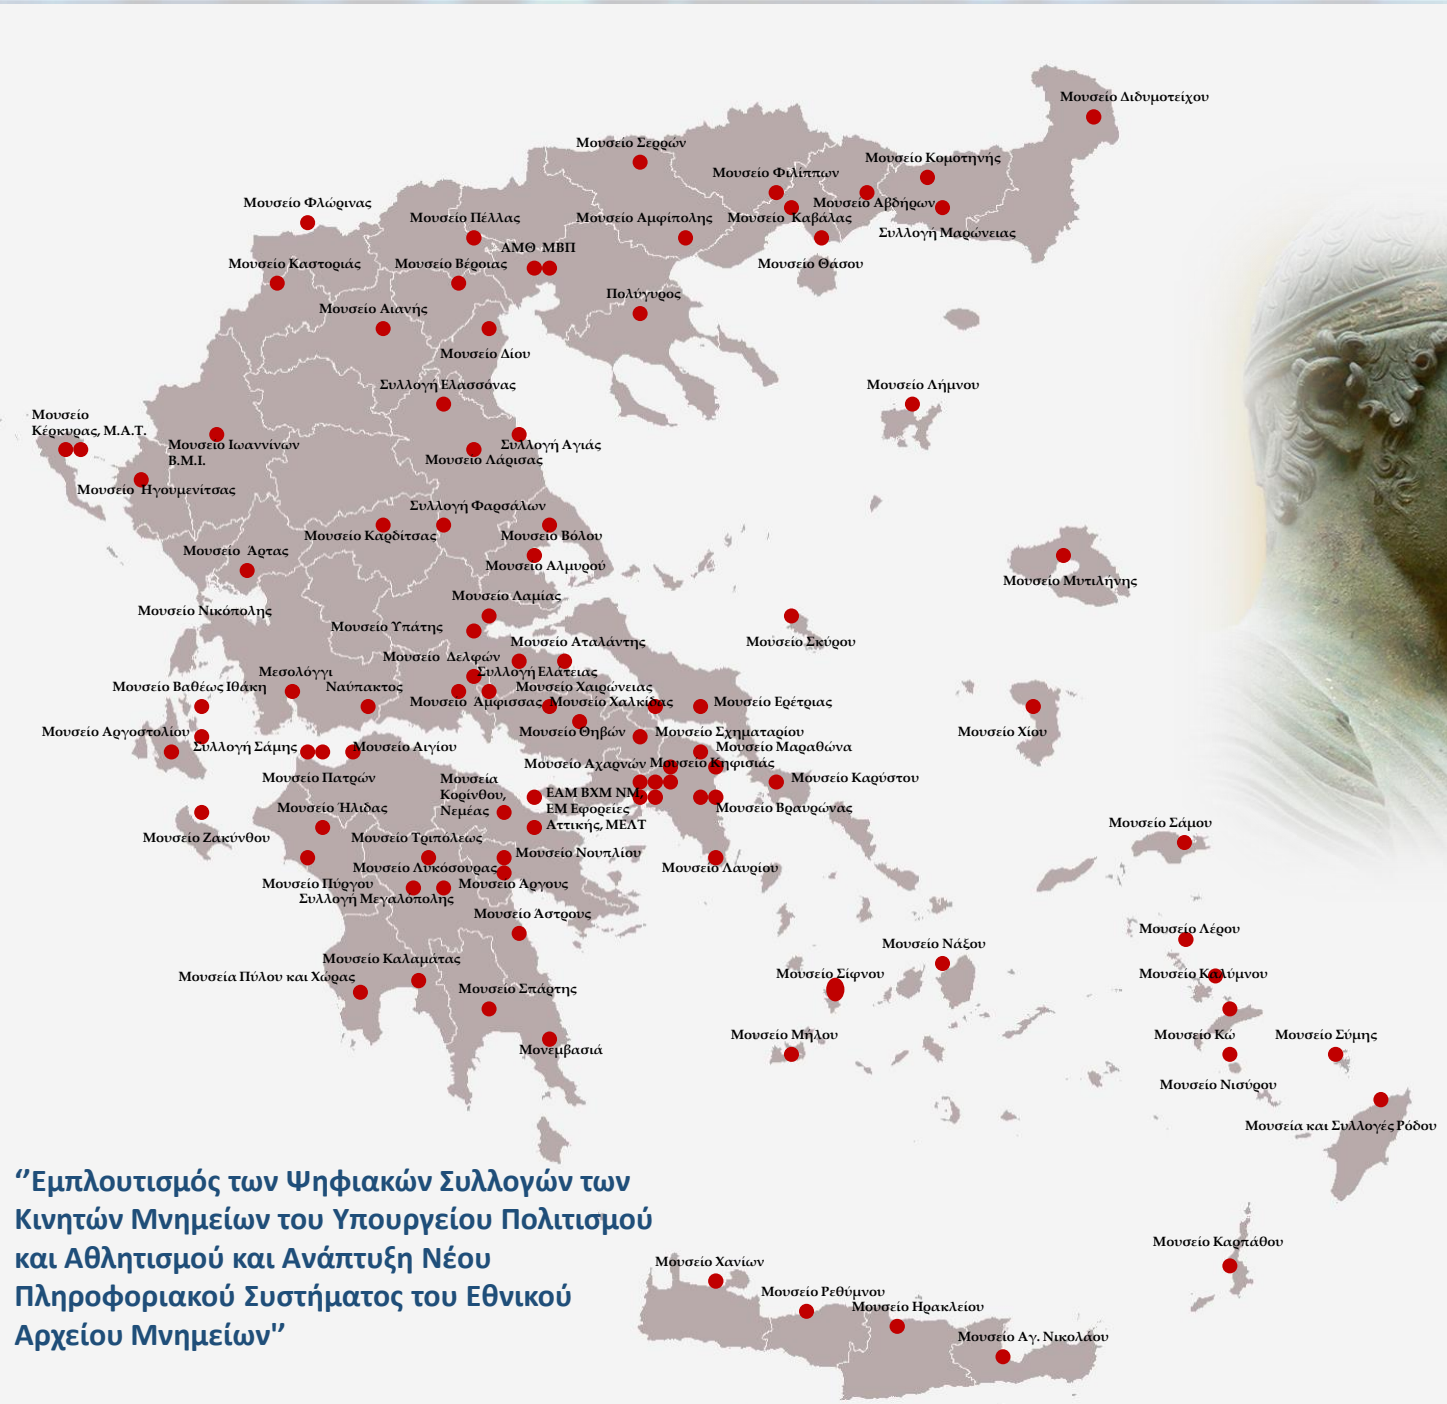 Μουσείο Διδυμοτείχου
Μουσείο Σερρών
Μουσείο Κομοτηνής
Μουσείο Φιλίππων
Μουσείο Φλώρινας
Μουσείο Αβδήρων
Μουσείο Πέλλας
Μουσείο Αμφίπολης
Μουσείο Καβάλας
Συλλογή Μαρώνειας
ΑΜΘ ΜΒΠ
Μουσείο Καστοριάς
Μουσείο Βέροιας
Μουσείο Θάσου
Πολύγυρος
Μουσείο Αιανής
Μουσείο Δίου
Συλλογή Ελασσόνας
Μουσείο Λήμνου
Μουσείο
Κέρκυρας, Μ.Α.Τ.
Μουσείο Ιωαννίνων
Β.Μ.Ι.
Συλλογή Αγιάς
Μουσείο Λάρισας
Μουσείο Ηγουμενίτσας
Συλλογή Φαρσάλων
Μουσείο Καρδίτσας
Μουσείο Βόλου
Μουσείο Άρτας
Μουσείο Αλμυρού
Μουσείο Μυτιλήνης
Μουσείο Λαμίας
Μουσείο Νικόπολης
Μουσείο Υπάτης
Μουσείο Αταλάντης
Μουσείο Σκύρου
Μουσείο Δελφών
Συλλογή Ελάτειας
Μεσολόγγι
Μουσείο Βαθέως Ιθάκη
Ναύπακτος
Μουσείο Χαιρώνειας
Μουσείο Άμφισσας
Μουσείο Χαλκίδας
Μουσείο Ερέτριας
Μουσείο Αργοστολίου
Μουσείο Θηβών
Μουσείο Σχηματαρίου
Μουσείο Χίου
Συλλογή Σάμης
Μουσείο Αιγίου
Μουσείο Μαραθώνα
Μουσείο Αχαρνών
Μουσείο Κηφισιάς
Μουσείο Πατρών
Μουσεία
Κορίνθου,
Νεμέας
Μουσείο Καρύστου
ΕΑΜ ΒΧΜ ΝΜ,
ΕΜ Εφορείες
Αττικής, ΜΕΛΤ
Μουσείο Ήλιδας
Μουσείο Βραυρώνας
Μουσείο Σάμου
Μουσείο Ζακύνθου
Μουσείο Τριπόλεως
Μουσείο Νουπλίου
Μουσείο Λυκόσουρας
Μουσείο Λαυρίου
Μουσείο Πύργου
Μουσείο Άργους
Συλλογή Μεγαλόπολης
Μουσείο Άστρους
Μουσείο Λέρου
Μουσείο Νάξου
Μουσείο Καλαμάτας
Μουσεία Πύλου και Χώρας
Μουσείο Σίφνου
Μουσείο Καλύμνου
Μουσείο Σπάρτης
Μουσείο Μήλου
Μουσείο Κώ
Μουσείο Σύμης
Μονεμβασιά
Μουσείο Νισύρου
Μουσεία και Συλλογές Ρόδου
‘’Εμπλουτισμός των Ψηφιακών Συλλογών των
Κινητών Μνημείων του Υπουργείου Πολιτισμού
και Αθλητισμού και Ανάπτυξη Νέου
Πληροφοριακού Συστήματος του Εθνικού
Αρχείου Μνημείων'’
Μουσείο Καρπάθου
Μουσείο Χανίων
Μουσείο Ρεθύμνου
Μουσείο Ηρακλείου
Μουσείο Αγ. Νικολάου